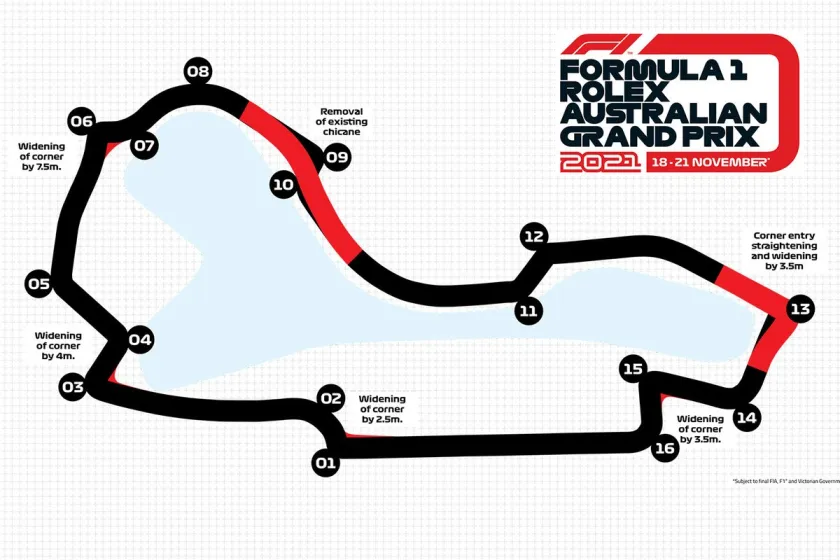 FORMULA 1
ROLEX
AUSTRALIAN
GRAND PRIX
2021 18-21 NOVEMBER*
08
Removal
of existing
chicane
06
07
09
Widening
of corner
by 7.5m.
10
12
Corner entry
straightening
and widening
by 3.5m
05
11
13
Widening
of corner
by 4m.
04
03
15
02
Widening
of corner
by 2.5m.
14
Widening
of corner
by 3.5m.
01
16
*Subject to final FIA, F1® and Victorian